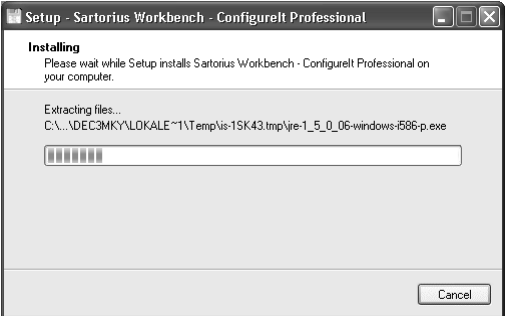 Setup - Sartorius Workbench - ConfigureIt Professional
Installing
Please wait while Setup installs Sartorius Workbench - ConfigureIt Professional on
your computer.
Extracting files...
C:\...\DEC3MKY\LOKALE~1\Temp\is-1SK43.tmp\jre-1_5_0_06-windows-i586-p.exe
Cancel